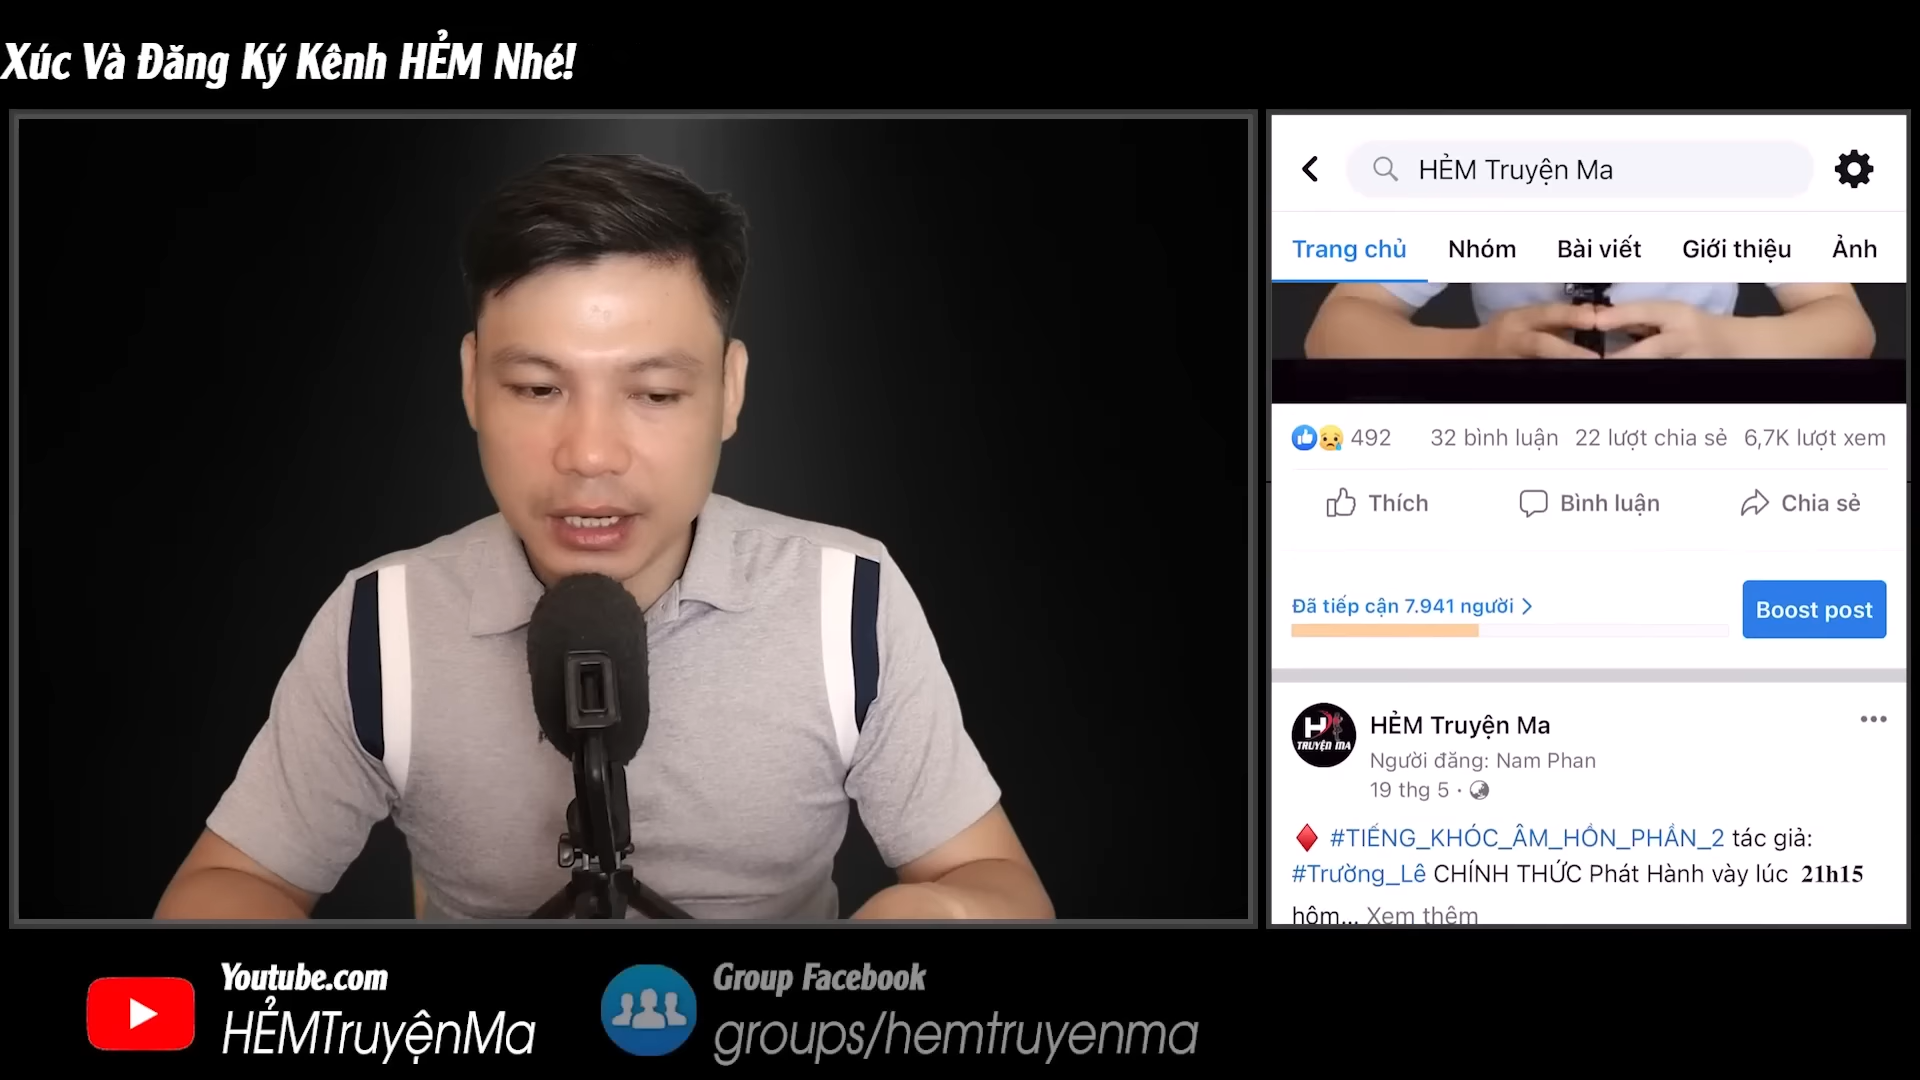 Xúc Và Đăng Ký Kênh HẺM Nhé!
HẺM Truyện Ma
Trang chủ Nhóm Bài viết Giới thiệu Ảnh
492 32 bình luận 22 lượt chia sẻ 6,7K lượt xem
Thích Bình luận Chia sẻ
Đã tiếp cận 7.941 người
Boost post
H
TRUYỆN MA
HẺM Truyện Ma
Người đăng: Nam Phan
19 thg 5 ·
#TIẾNG_KHÓC_ÂM_HỒN_PHẦN_2 tác giả:
#Trường_Lê CHÍNH THỨC Phát Hành vày lúc 21h15
hôm... Xem thêm
Youtube.com
HẺMTruyệnMa
Group Facebook
groups/hemtruyenma